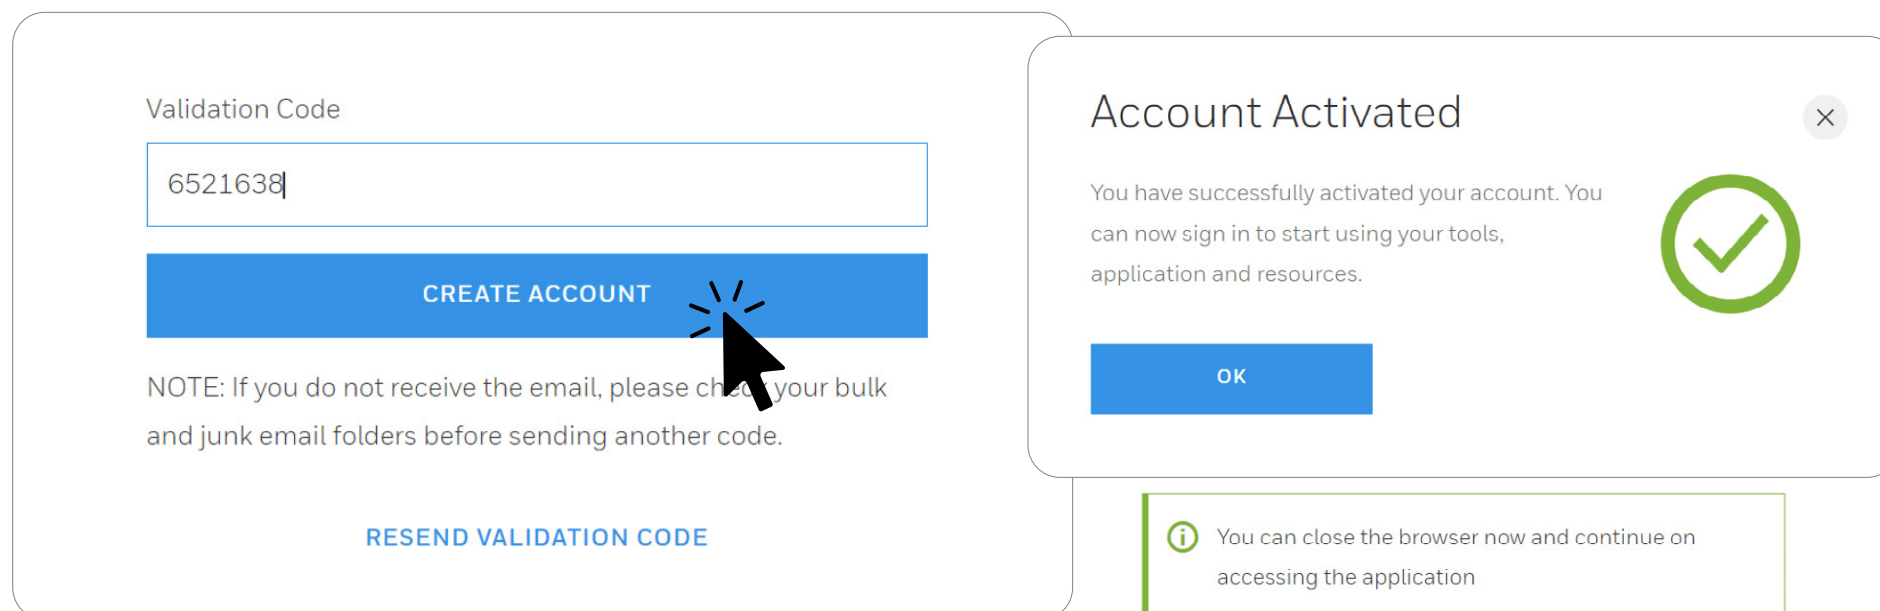 Validation Code
6521638
CREATE ACCOUNT
NOTE: If you do not receive the email, please check your bulk
and junk email folders before sending another code.
RESEND VALIDATION CODE
Account Activated
You have successfully activated your account. You
can now sign in to start using your tools,
application and resources.
OK
You can close the browser now and continue on
accessing the application